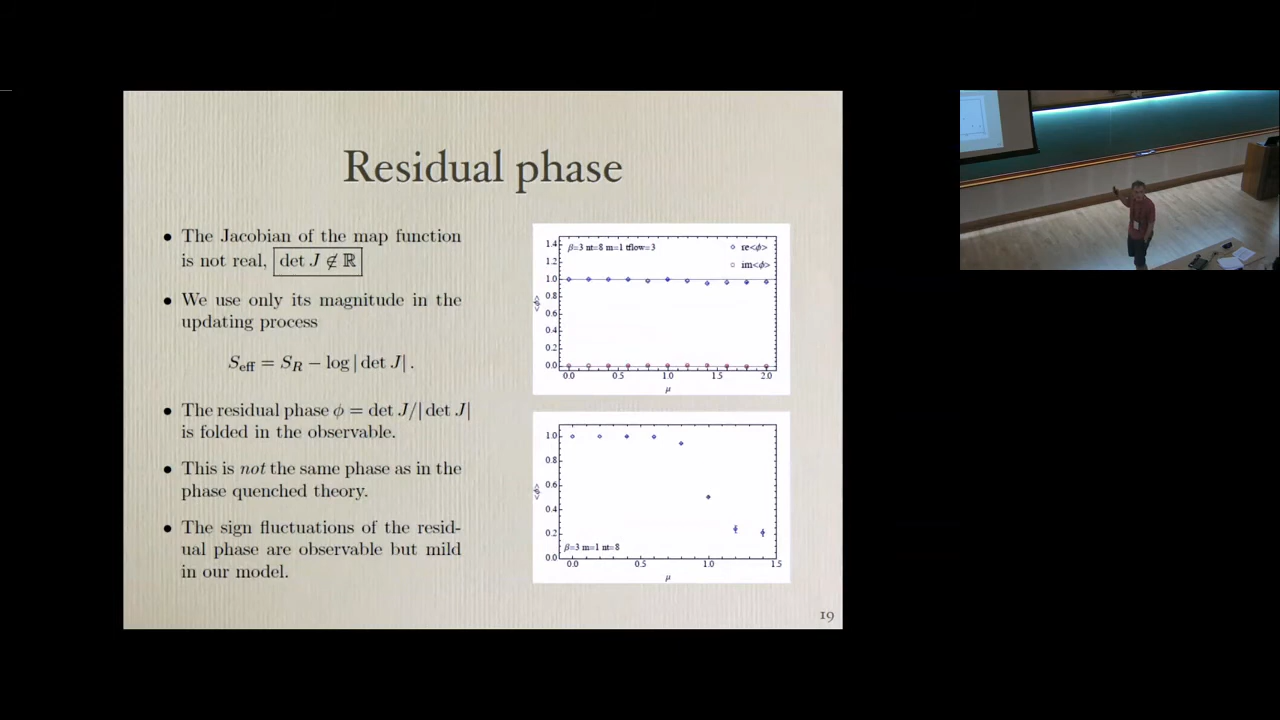 Residual phase
• The Jacobian of the map function
is not real, det J ∉ ℝ
• We use only its magnitude in the
updating process
S_eff = S_R − log | det J| .
• The residual phase ϕ = det J/|det J|
is folded in the observable.
• This is not the same phase as in the
phase quenched theory.
• The sign fluctuations of the resid-
ual phase are observable but mild
in our model.
β=3 nt=8 m=1 tflow=3
re<ϕ>
im<ϕ>
1.4
1.2
1.0
0.8
0.6
0.4
0.2
0.0
<ϕ>
0.0 0.5 1.0 1.5 2.0
μ
1.0
0.8
0.6
0.4
0.2
0.0
<ϕ>
β=3 m=1 nt=8
0.0 0.5 1.0 1.5
μ
19